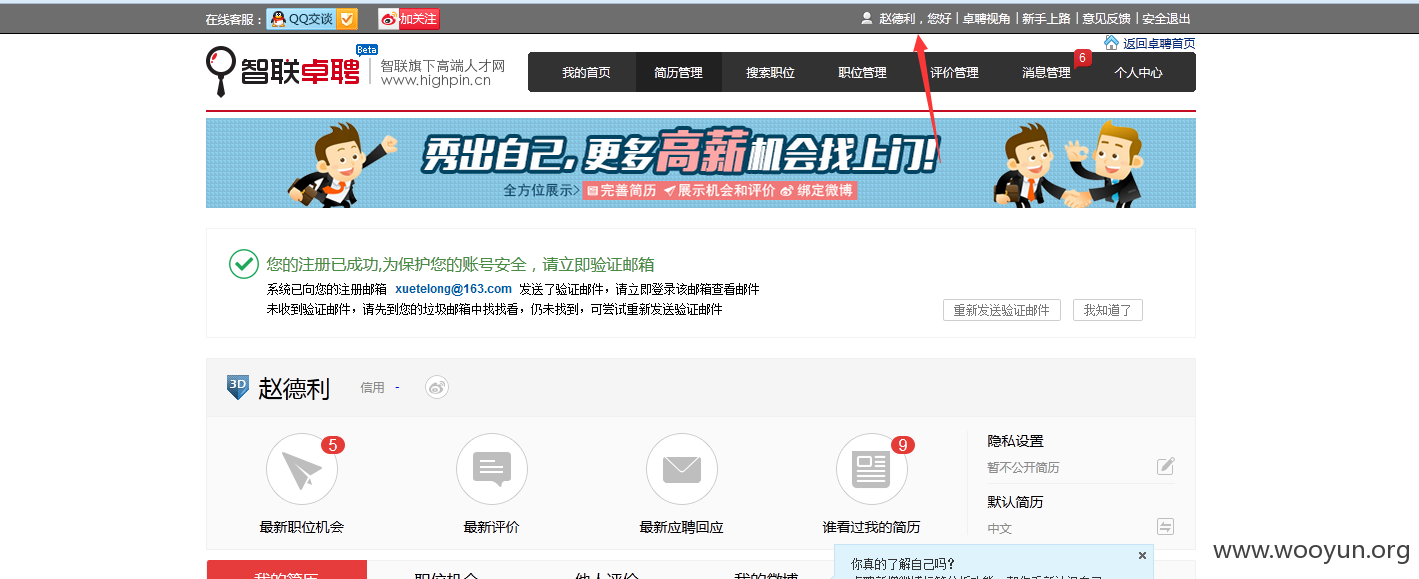 在线客服： QQ交谈 加关注 赵德利，您好 | 卓聘视角 | 新手上路 | 意见反馈 | 安全退出
返回卓聘首页
智联卓聘 Beta 智联旗下高端人才网
www.highpin.cn
我的首页 简历管理 搜索职位 职位管理 评价管理 消息管理 6 个人中心
秀出自己,更多高薪机会找上门!
全方位展示> 完善简历 展示机会和评价 绑定微博
您的注册已成功,为保护您的账号安全，请立即验证邮箱
系统已向您的注册邮箱 xuetelong@163.com 发送了验证邮件，请立即登录该邮箱查看邮件
未收到验证邮件，请先到您的垃圾邮箱中找找看，仍未找到，可尝试重新发送验证邮件
重新发送验证邮件 我知道了
3D 赵德利 信用 -
5 9
最新职位机会 最新评价 最新应聘回应 谁看过我的简历
隐私设置
暂不公开简历
默认简历
中文
www.wooyun.org
你真的了解自己吗?
我的简历 职位机会 他人评价 我的微博